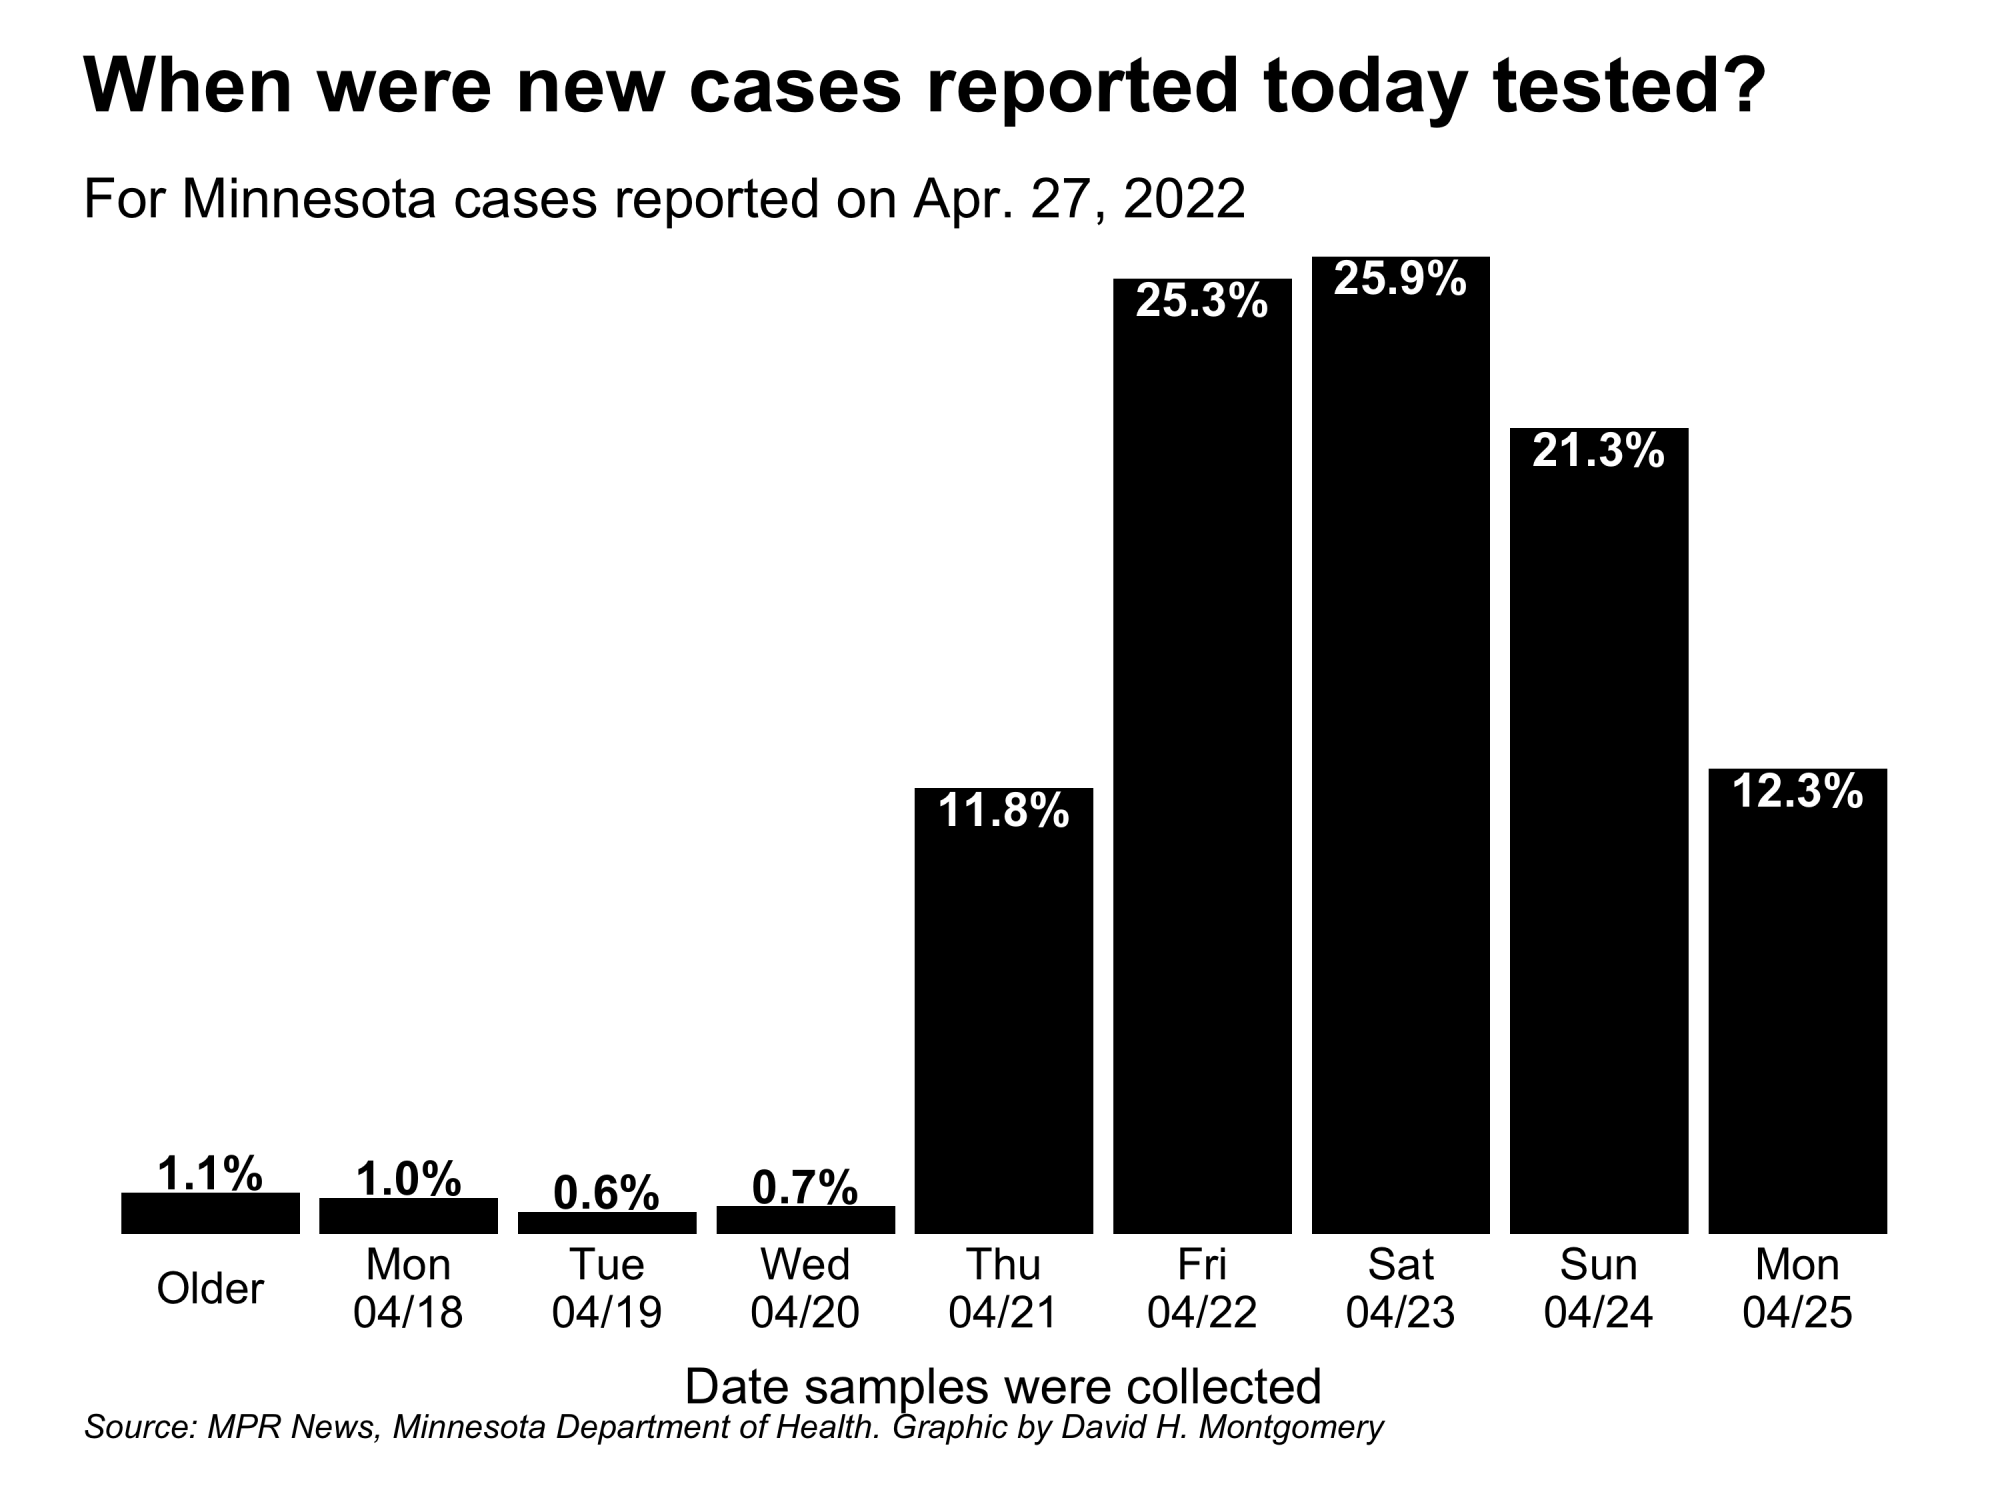 When were new cases reported today tested?
For Minnesota cases reported on Apr. 27, 2022
25.9%
25.3%
21.3%
12.3%
11.8%
1.1%
1.0%
0.6%
0.7%
Older
Mon
04/18
Tue
04/19
Wed
04/20
Thu
04/21
Fri
04/22
Sat
04/23
Sun
04/24
Mon
04/25
Date samples were collected
Source: MPR News, Minnesota Department of Health. Graphic by David H. Montgomery